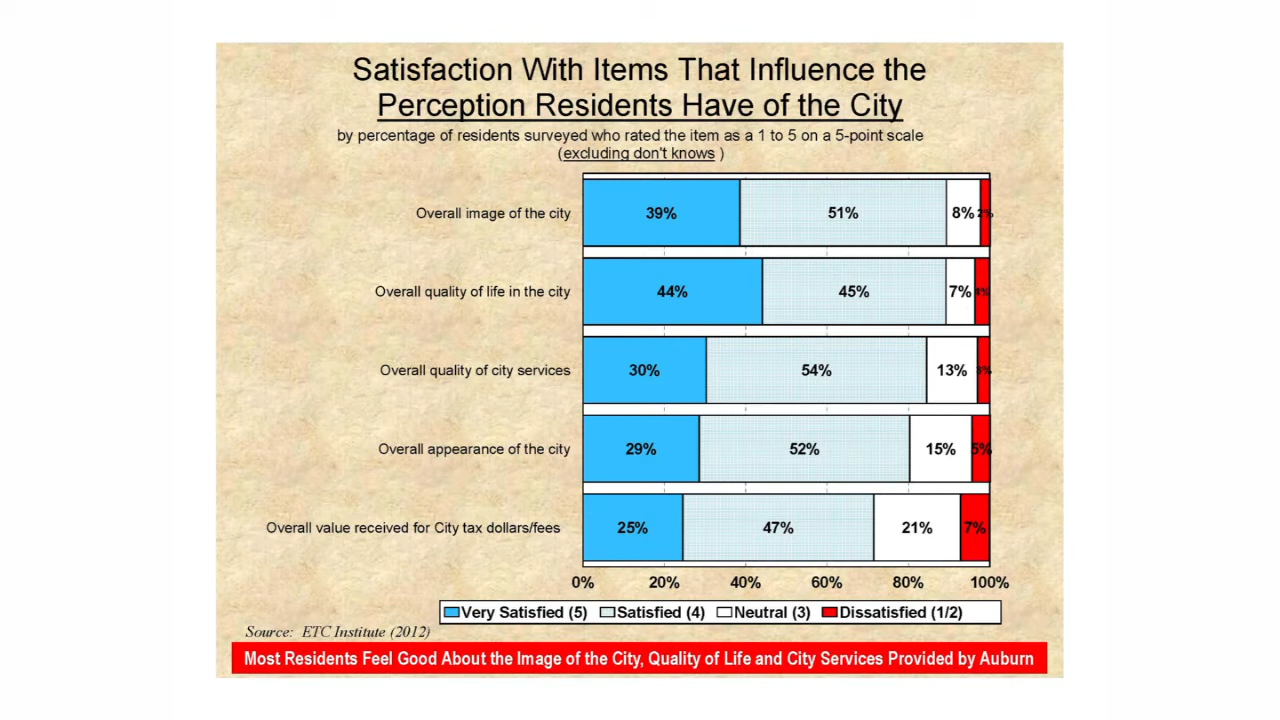 Satisfaction With Items That Influence the
Perception Residents Have of the City
by percentage of residents surveyed who rated the item as a 1 to 5 on a 5-point scale
(excluding don't knows )
Overall image of the city 39% 51% 8% 2%
Overall quality of life in the city 44% 45% 7% 4%
Overall quality of city services 30% 54% 13% 3%
Overall appearance of the city 29% 52% 15% 5%
Overall value received for City tax dollars/fees 25% 47% 21% 7%
0% 20% 40% 60% 80% 100%
Very Satisfied (5) Satisfied (4) Neutral (3) Dissatisfied (1/2)
Source: ETC Institute (2012)
Most Residents Feel Good About the Image of the City, Quality of Life and City Services Provided by Auburn